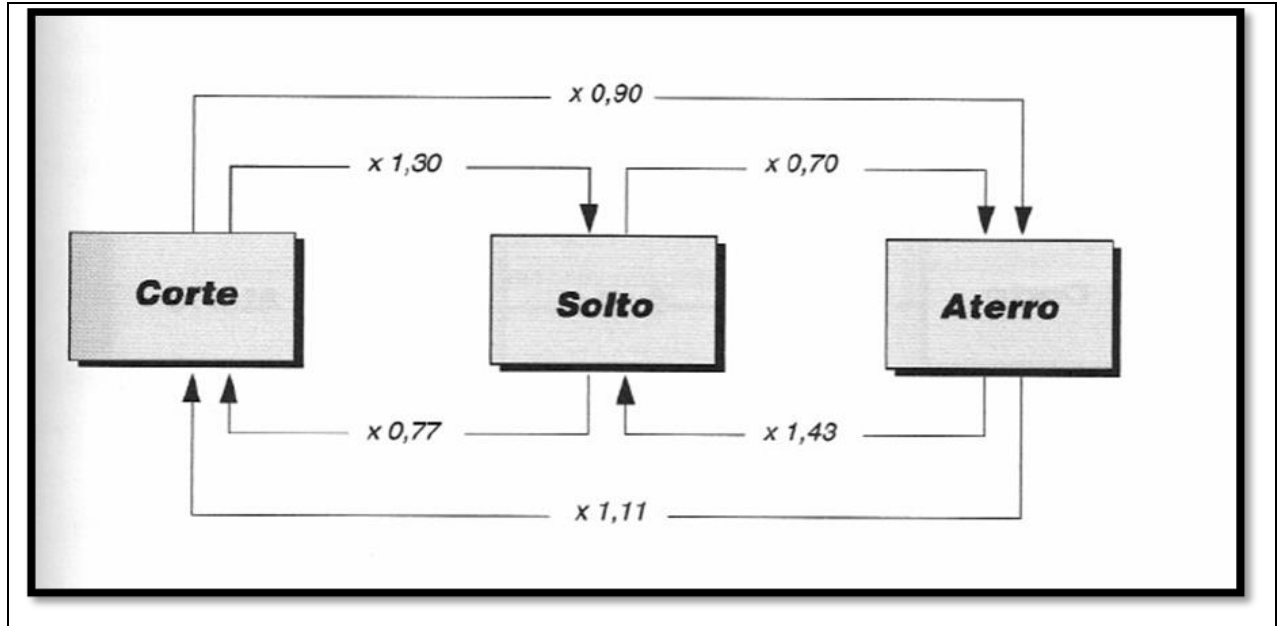 x 0,90
x 1,30
x 0,70
Corte
Solto
Aterro
x 0,77
x 1,43
x 1,11